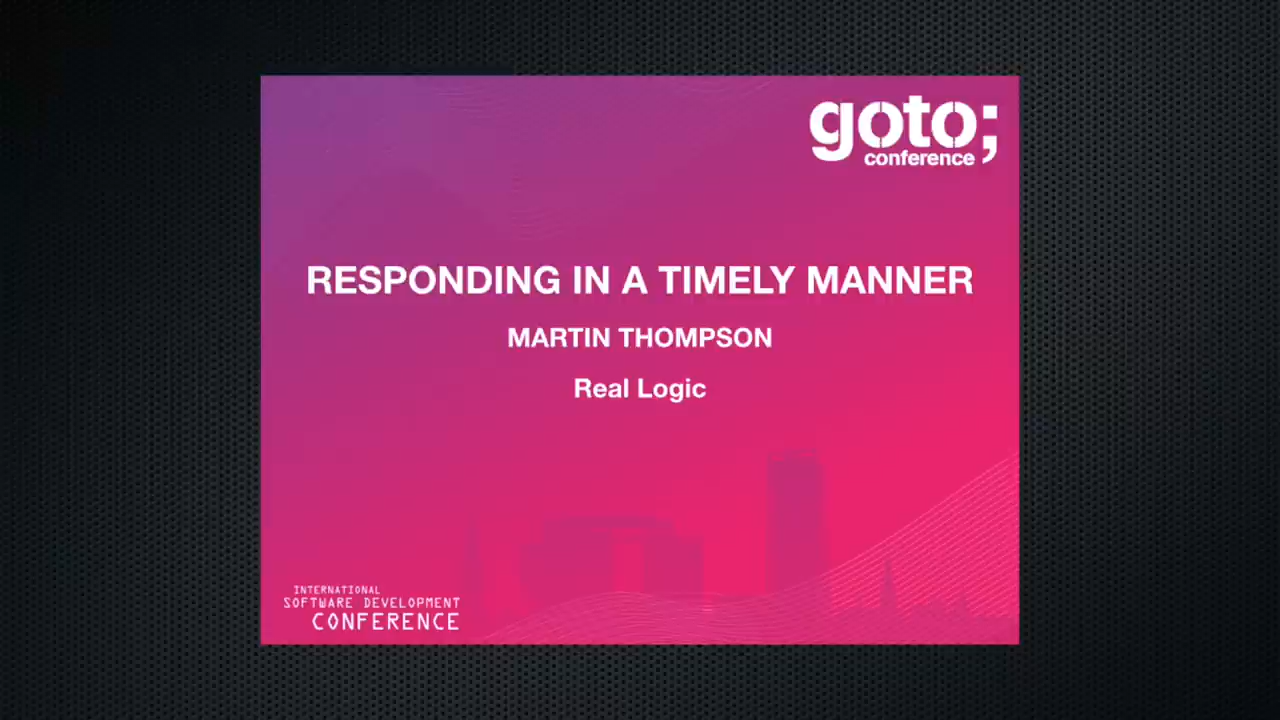 goto;
conference
RESPONDING IN A TIMELY MANNER
MARTIN THOMPSON
Real Logic
INTERNATIONAL
SOFTWARE DEVELOPMENT
CONFERENCE